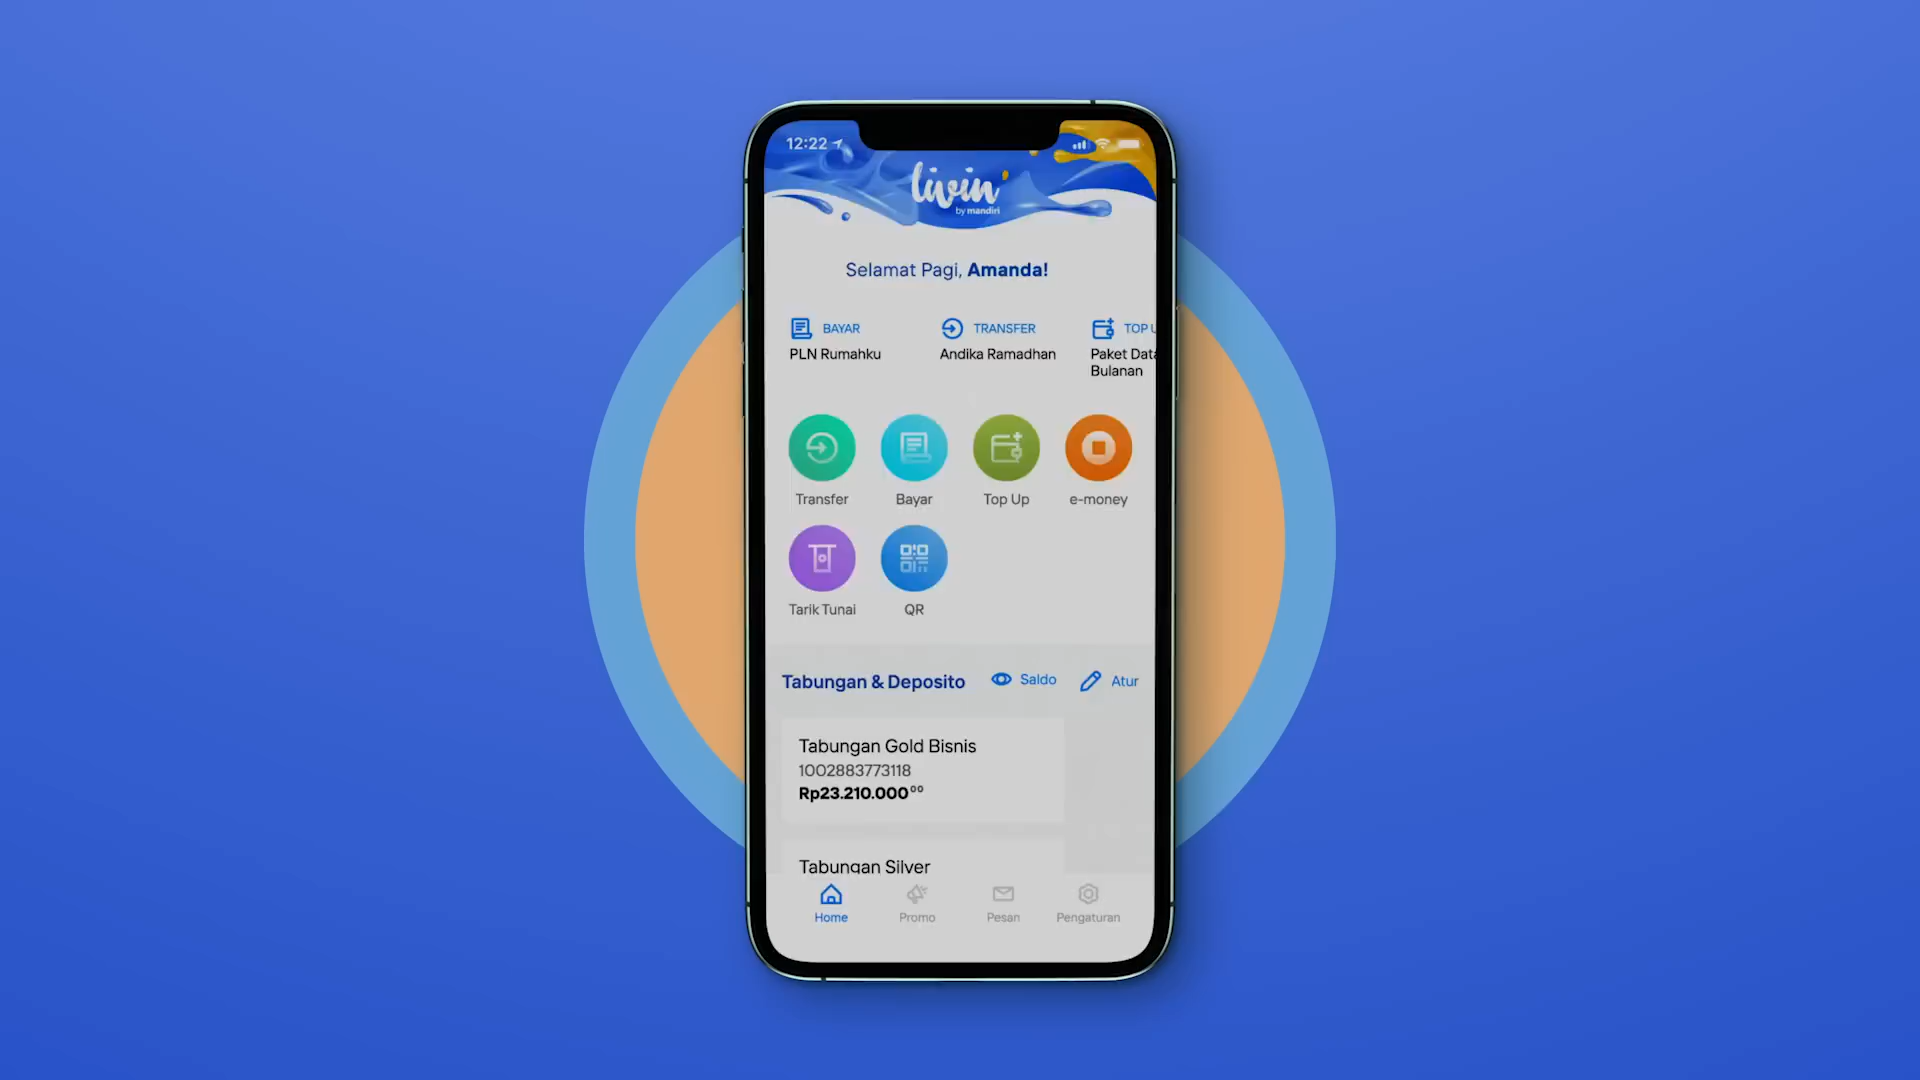 12:22
livin'
by mandiri
Selamat Pagi, Amanda!
BAYAR
PLN Rumahku
TRANSFER
Andika Ramadhan
TOP U
Paket Data
Bulanan
Transfer
Bayar
Top Up
e-money
Tarik Tunai
QR
Tabungan & Deposito
Saldo
Atur
Tabungan Gold Bisnis
1002883773118
Rp23.210.000⁰⁰
Tabungan Silver
Home
Promo
Pesan
Pengaturan